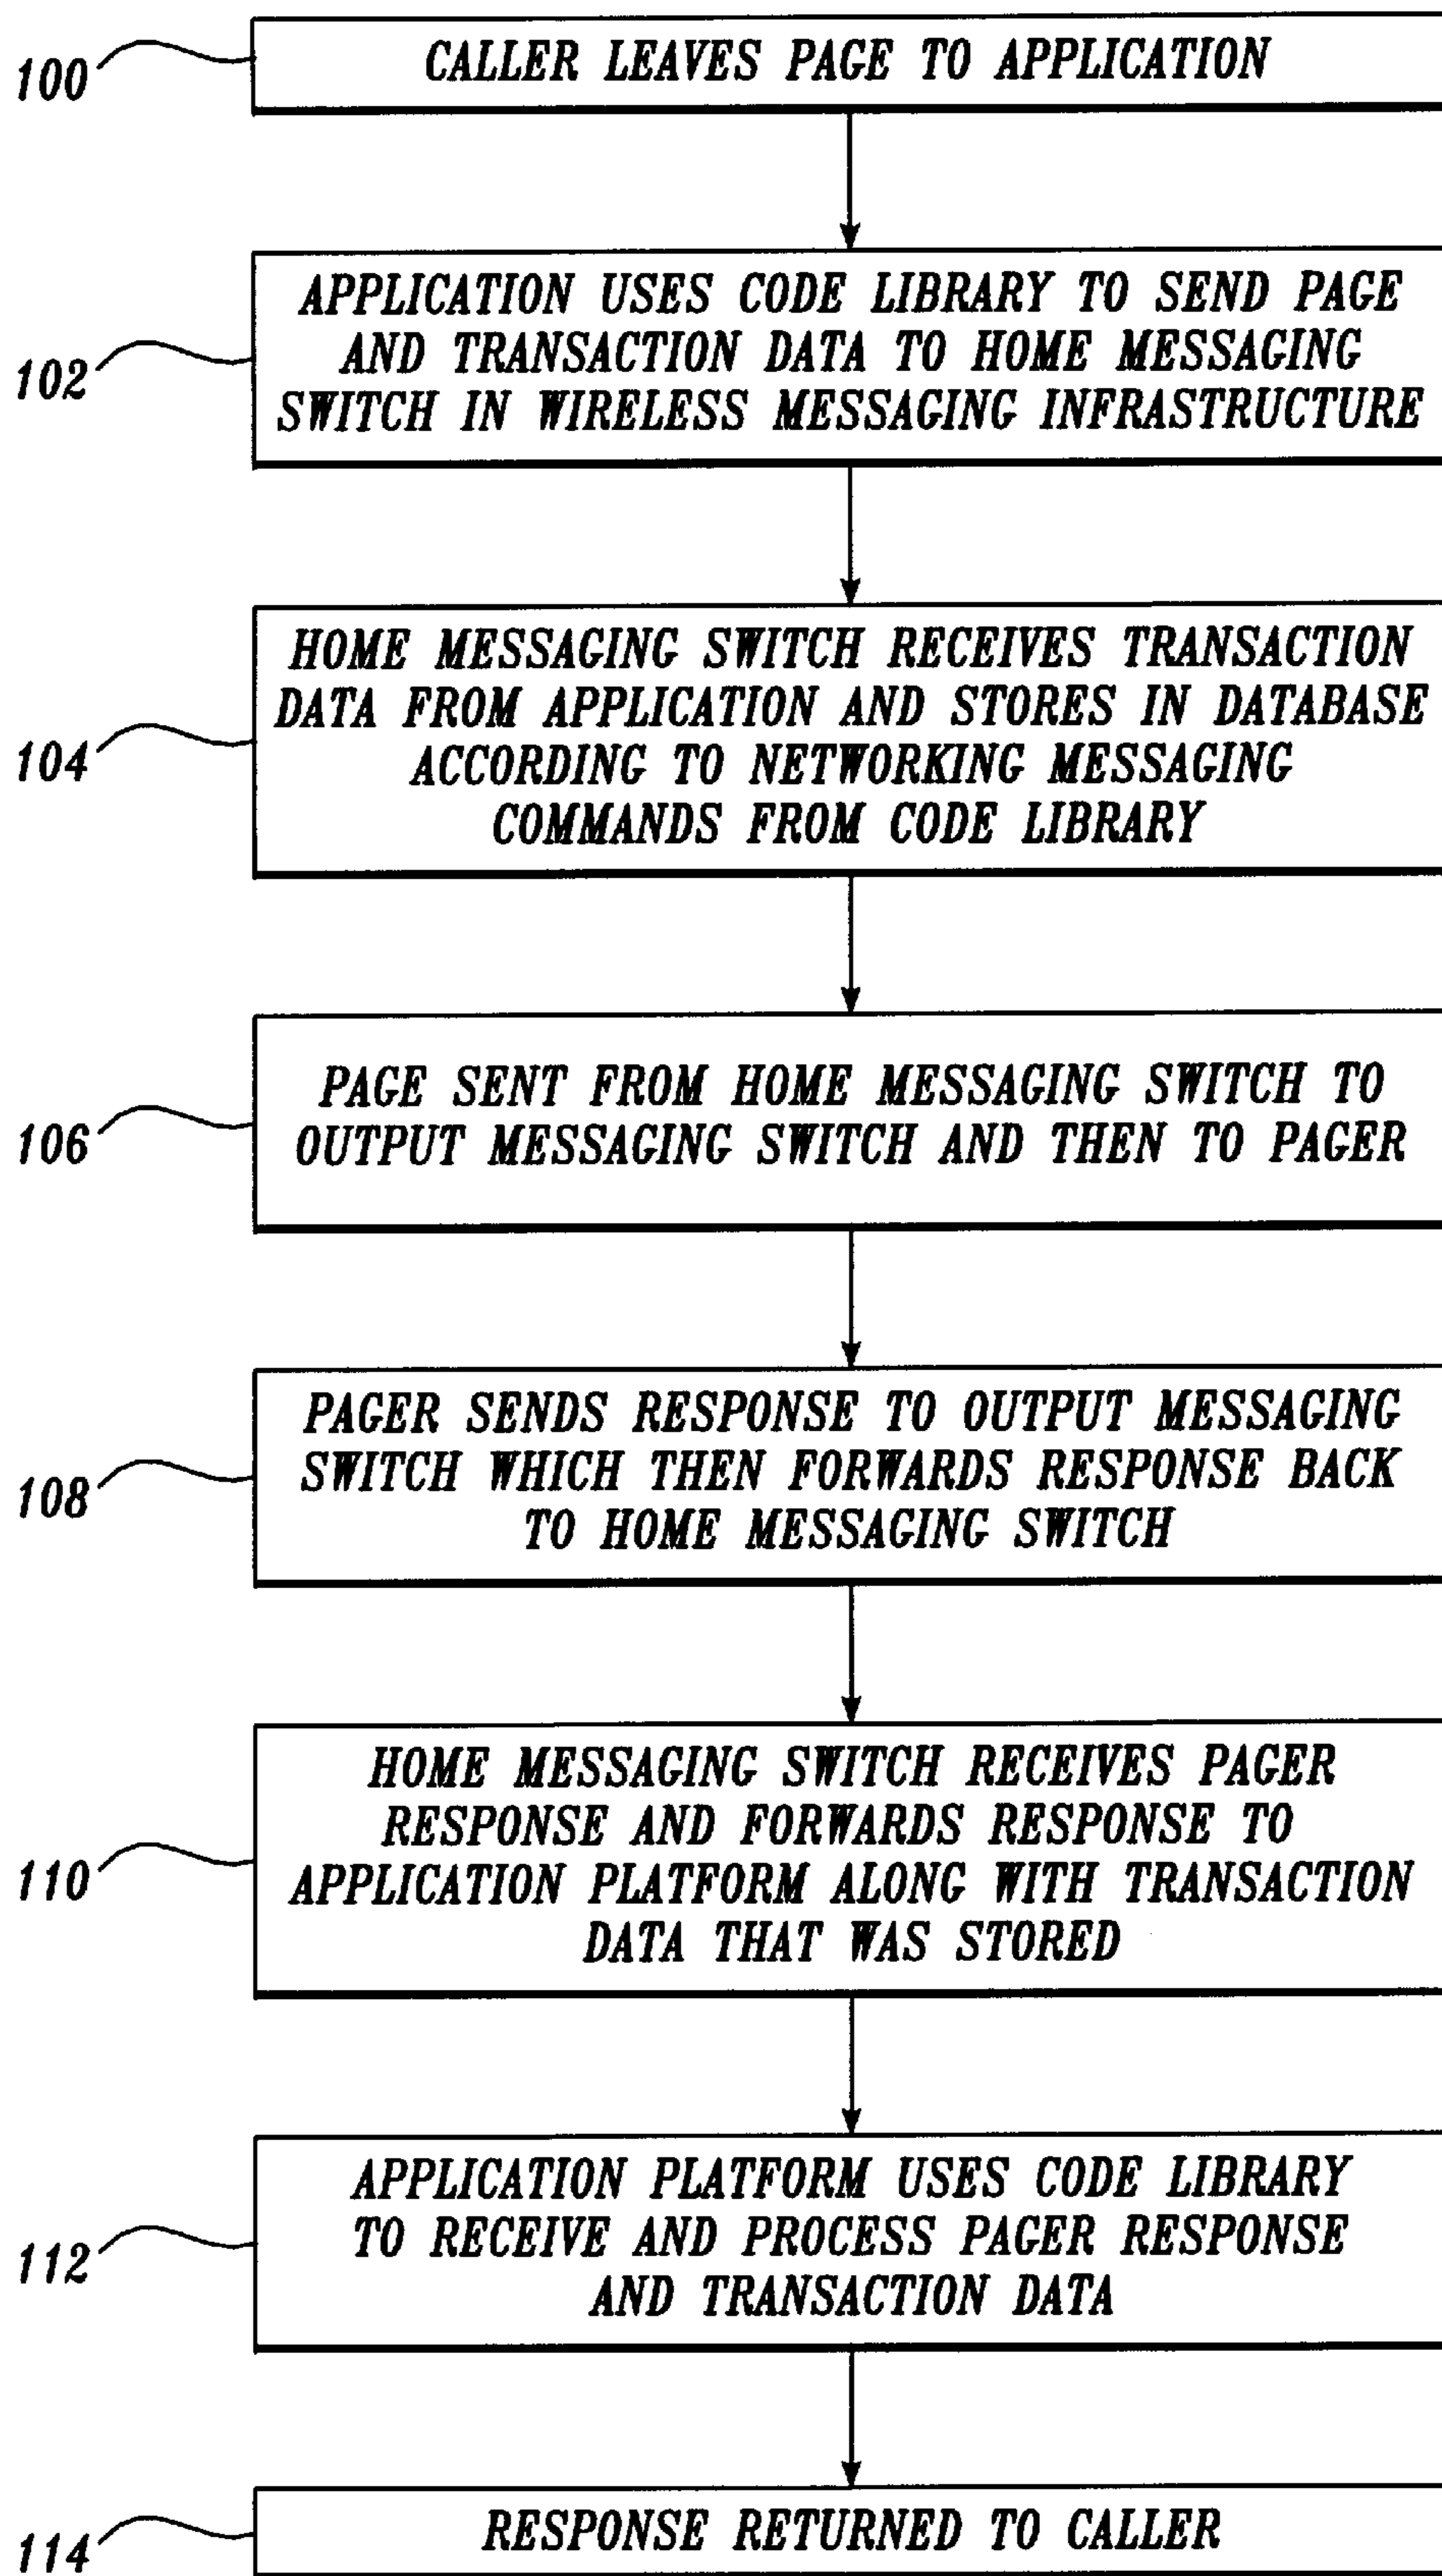 100
CALLER LEAVES PAGE TO APPLICATION
102
APPLICATION USES CODE LIBRARY TO SEND PAGE
AND TRANSACTION DATA TO HOME MESSAGING
SWITCH IN WIRELESS MESSAGING INFRASTRUCTURE
104
HOME MESSAGING SWITCH RECEIVES TRANSACTION
DATA FROM APPLICATION AND STORES IN DATABASE
ACCORDING TO NETWORKING MESSAGING
COMMANDS FROM CODE LIBRARY
106
PAGE SENT FROM HOME MESSAGING SWITCH TO
OUTPUT MESSAGING SWITCH AND THEN TO PAGER
108
PAGER SENDS RESPONSE TO OUTPUT MESSAGING
SWITCH WHICH THEN FORWARDS RESPONSE BACK
TO HOME MESSAGING SWITCH
110
HOME MESSAGING SWITCH RECEIVES PAGER
RESPONSE AND FORWARDS RESPONSE TO
APPLICATION PLATFORM ALONG WITH TRANSACTION
DATA THAT WAS STORED
112
APPLICATION PLATFORM USES CODE LIBRARY
TO RECEIVE AND PROCESS PAGER RESPONSE
AND TRANSACTION DATA
114
RESPONSE RETURNED TO CALLER